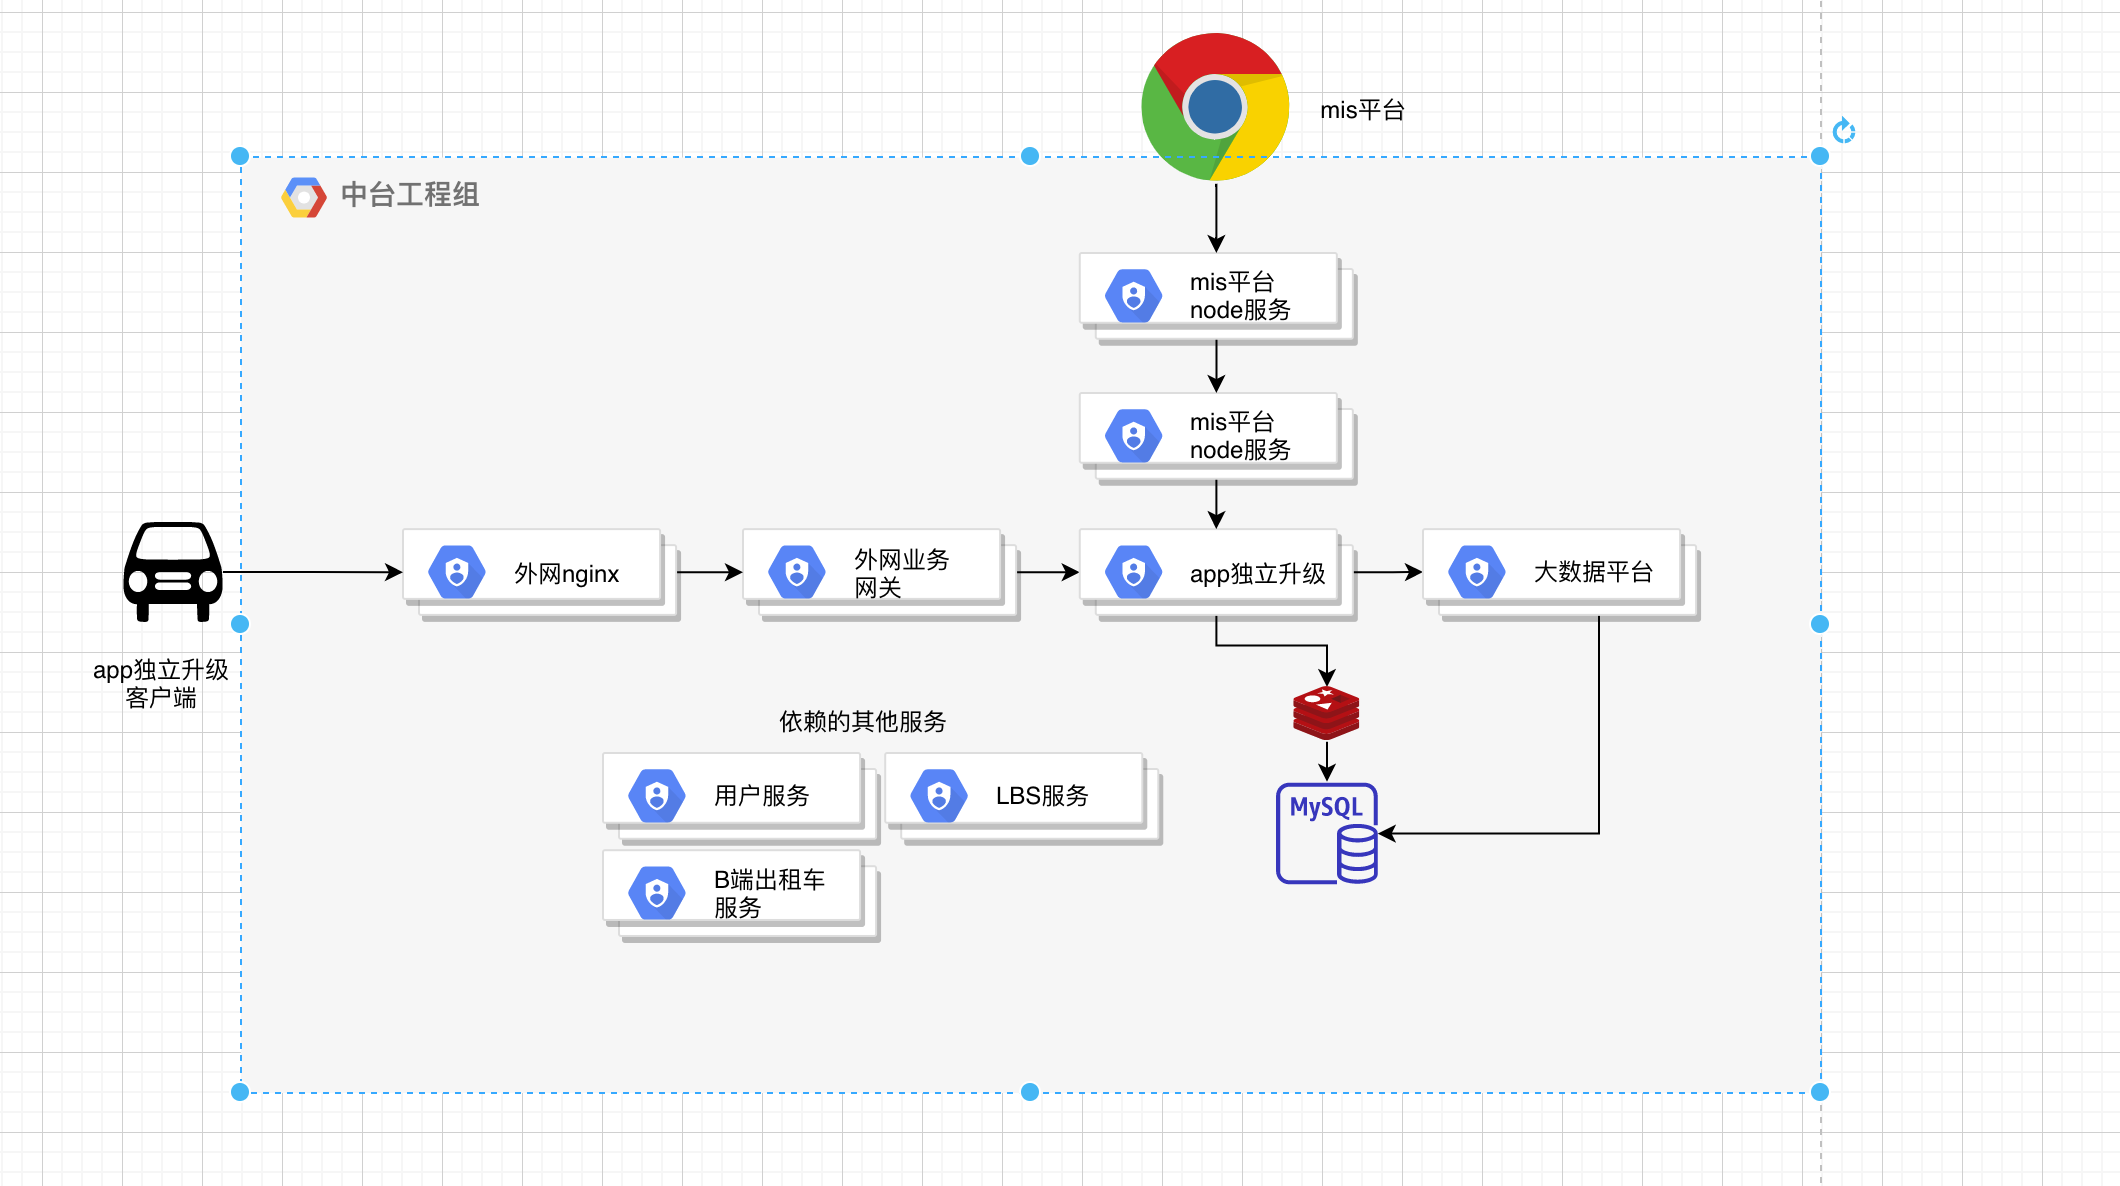 mis平台
中台工程组
mis平台
node服务
mis平台
node服务
外网nginx
外网业务
网关
app独立升级
大数据平台
app独立升级
客户端
依赖的其他服务
用户服务
LBS服务
MySQL
B端出租车
服务